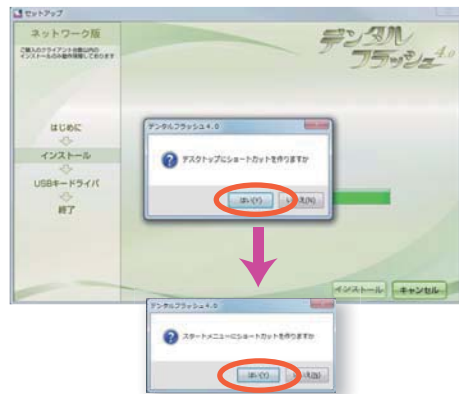 セットアップ
ネットワーク版
ご購入のクライアント台数以内の
インストールのみ動作保証しております
デンタル
フラッシュ4.0
はじめに
インストール
USBキードライバ
終了
デンタルフラッシュ4.0
デスクトップにショートカットを作りますか
はい(Y)
いいえ(N)
インストール
キャンセル
デンタルフラッシュ4.0
スタートメニューにショートカットを作りますか
はい(Y)
いいえ(N)